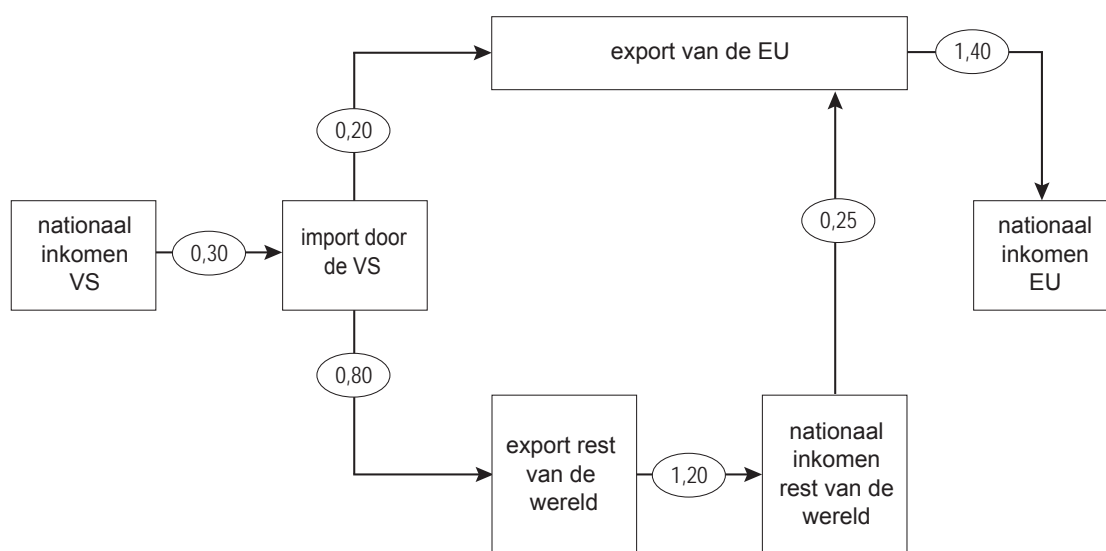 export van de EU
1,40
0,20
nationaal
inkomen
VS
0,30
import door
de VS
0,25
nationaal
inkomen
EU
0,80
export rest
van de
wereld
1,20
nationaal
inkomen
rest van de
wereld